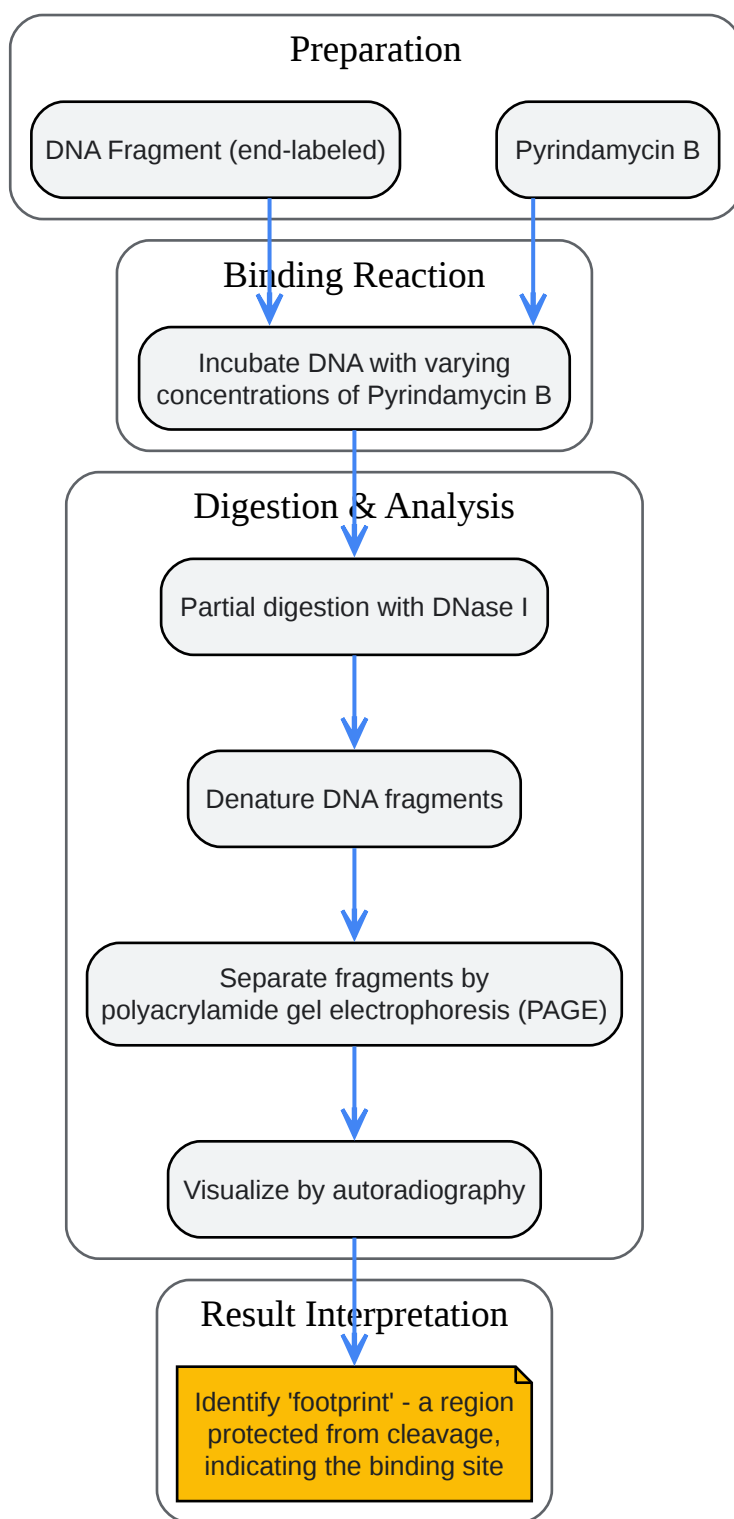 Preparation
DNA Fragment (end-labeled)
Pyrindamycin B
Binding Reaction
Incubate DNA with varying
concentrations of Pyrindamycin B
Digestion & Analysis
Partial digestion with DNase I
Denature DNA fragments
Separate fragments by
polyacrylamide gel electrophoresis (PAGE)
Visualize by autoradiography
Result Interpretation
Identify 'footprint' - a region
protected from cleavage,
indicating the binding site